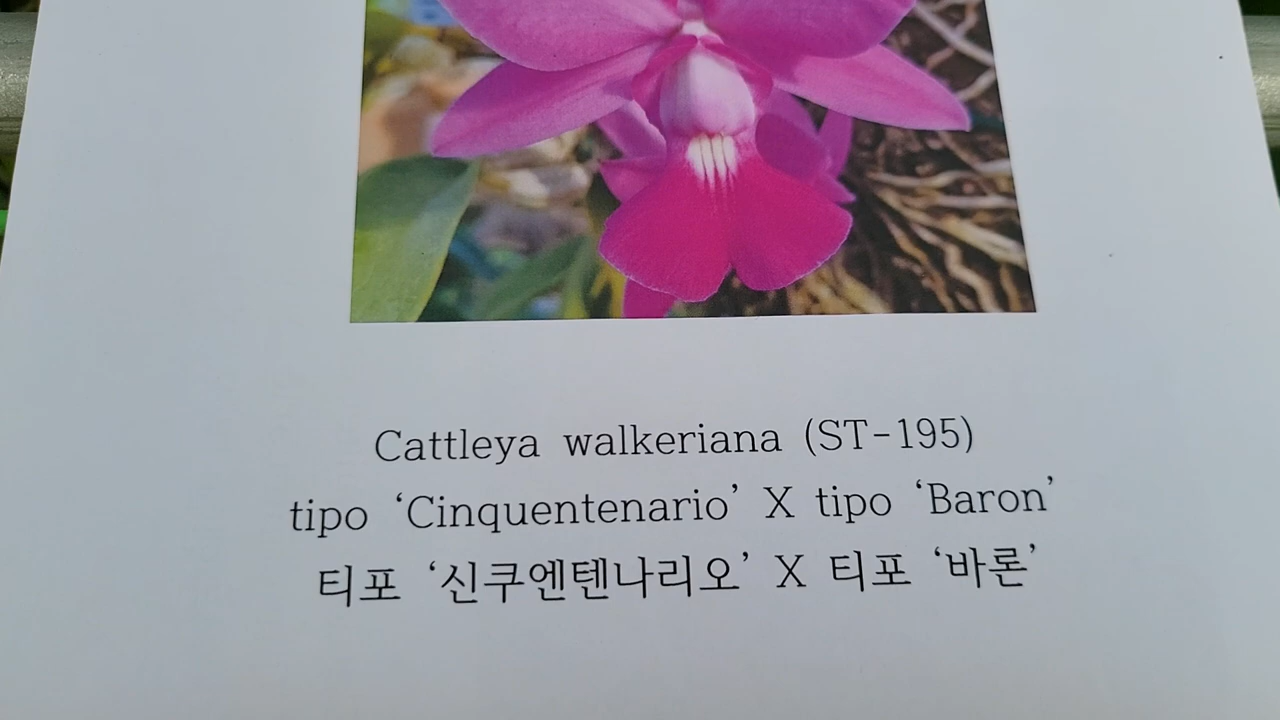 Cattleya walkeriana (ST-195)
tipo ‘Cinquentenario’ X tipo ‘Baron’
티포 ‘신쿠엔텐나리오’ X 티포 ‘바론’